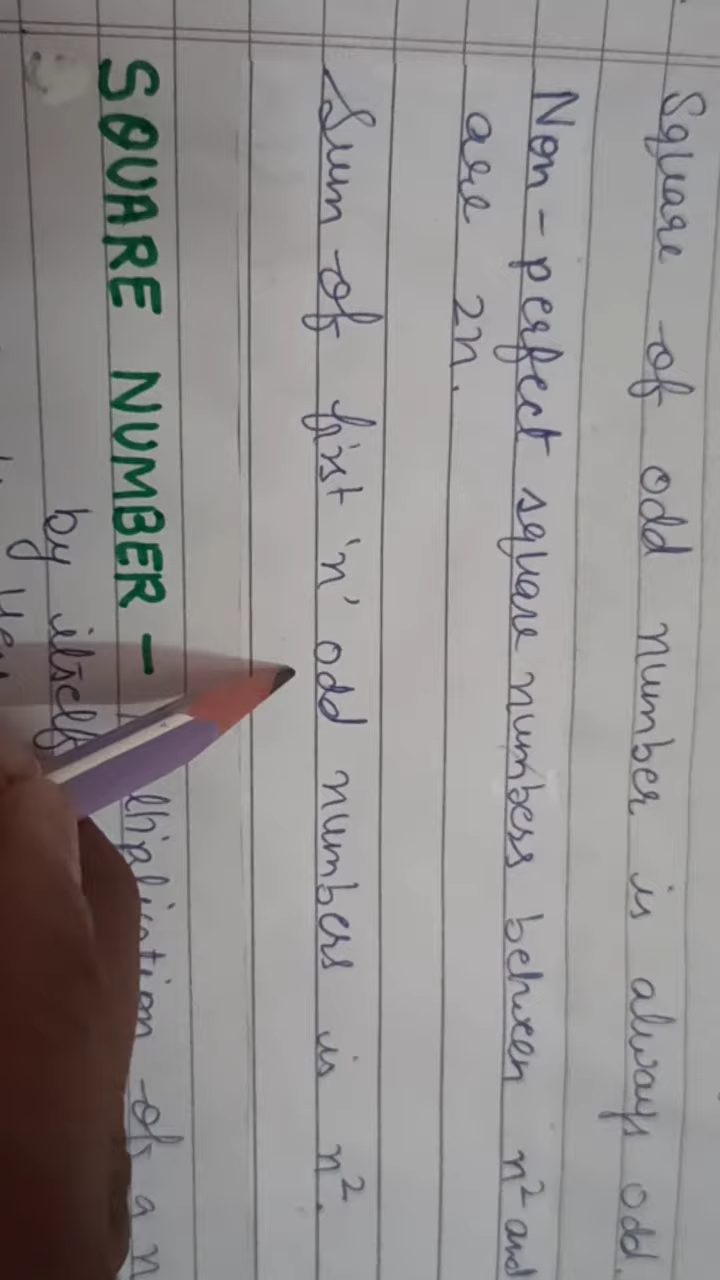 Square of odd number is always odd.
Non-perfect square numbers between n² and
are 2n.
Sum of first 'n' odd numbers is n².
SQUARE NUMBER - of a
by itself